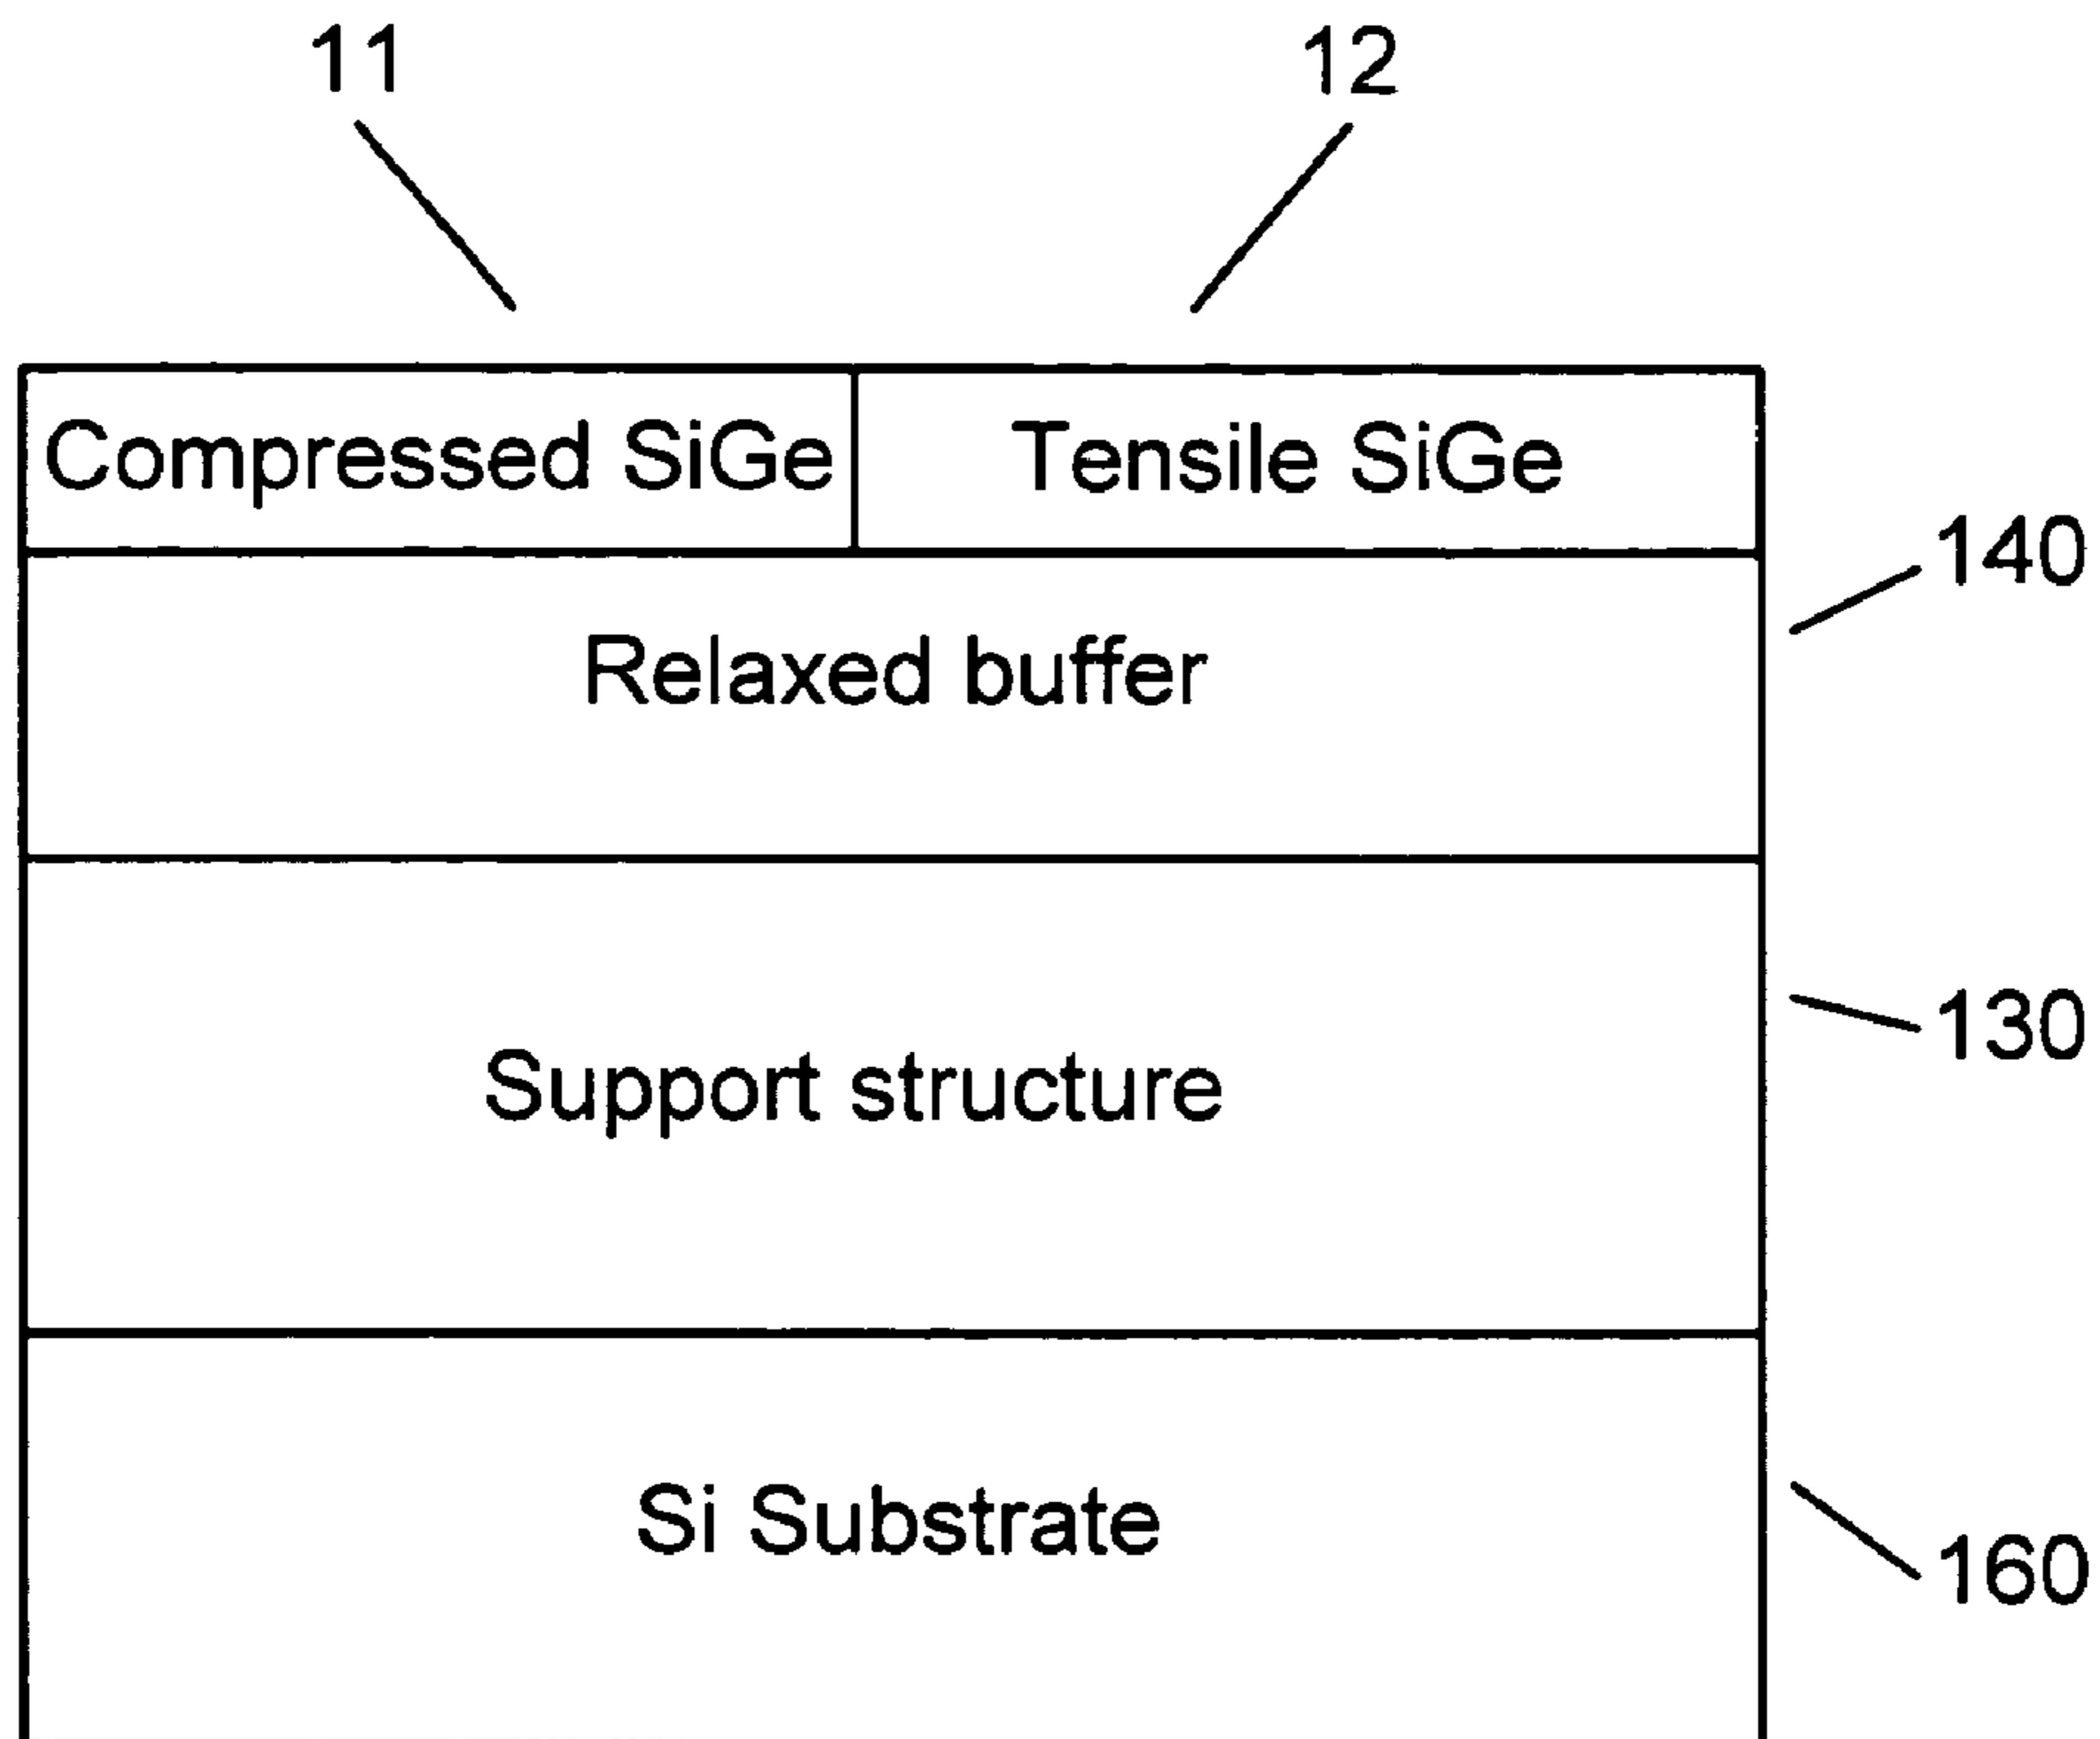 11
12
Compressed SiGe
Tensile SiGe
140
Relaxed buffer
130
Support structure
Si Substrate
160